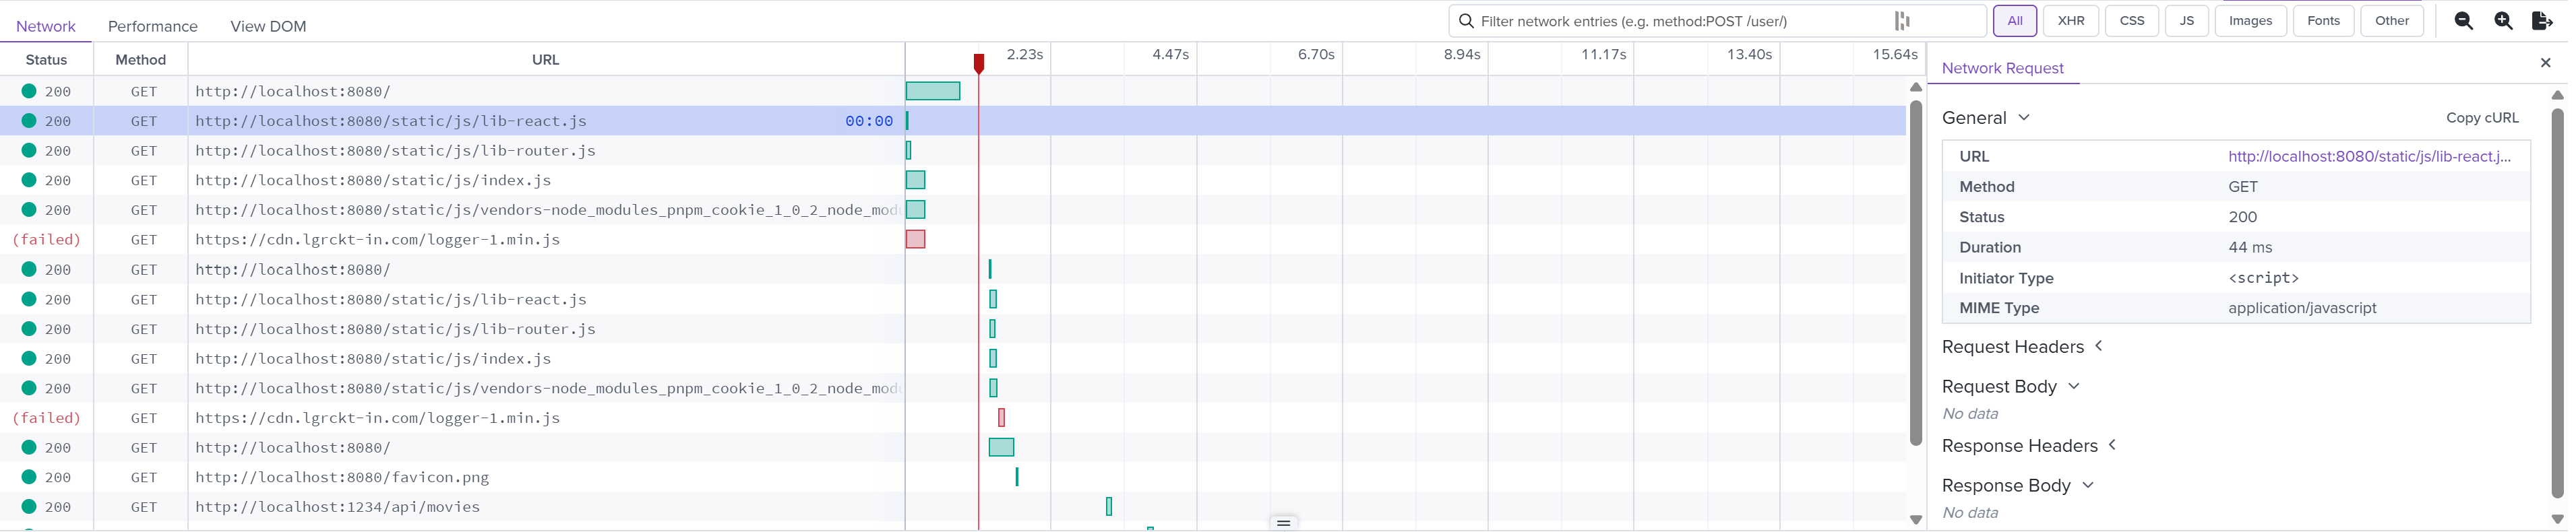 Network Performance View DOM Filter network entries (e.g. method:POST /user/) All XHR CSS JS Images Fonts Other
Status Method URL 2.23s 4.47s 6.70s 8.94s 11.17s 13.40s 15.64s
200 GET http://localhost:8080/
200 GET http://localhost:8080/static/js/lib-react.js 00:00
200 GET http://localhost:8080/static/js/lib-router.js
200 GET http://localhost:8080/static/js/index.js
200 GET http://localhost:8080/static/js/vendors-node_modules_pnpm_cookie_1_0_2_node_mod
(failed) GET https://cdn.lgrckt-in.com/logger-1.min.js
200 GET http://localhost:8080/
200 GET http://localhost:8080/static/js/lib-react.js
200 GET http://localhost:8080/static/js/lib-router.js
200 GET http://localhost:8080/static/js/index.js
200 GET http://localhost:8080/static/js/vendors-node_modules_pnpm_cookie_1_0_2_node_mod
(failed) GET https://cdn.lgrckt-in.com/logger-1.min.js
200 GET http://localhost:8080/
200 GET http://localhost:8080/favicon.png
200 GET http://localhost:1234/api/movies
Network Request
General Copy cURL
URL http://localhost:8080/static/js/lib-react.j...
Method GET
Status 200
Duration 44 ms
Initiator Type <script>
MIME Type application/javascript
Request Headers
Request Body
No data
Response Headers
Response Body
No data